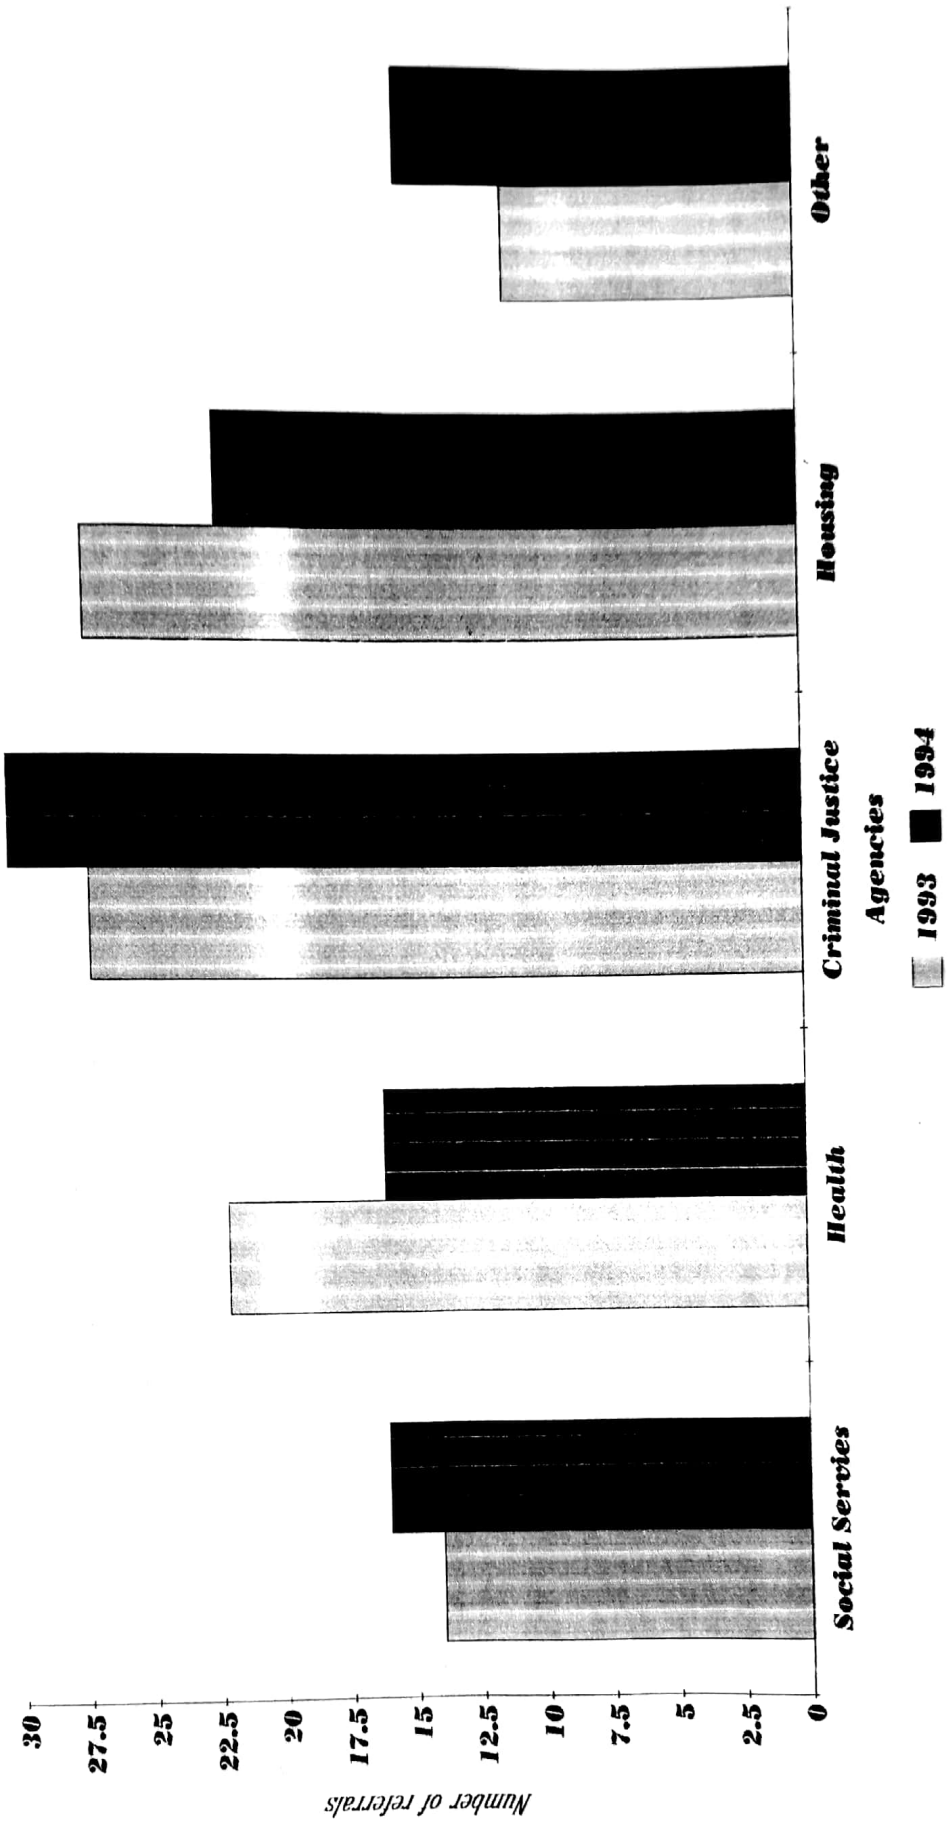 Number of referrals
30
27.5
25
22.5
20
17.5
15
12.5
10
7.5
5
2.5
0
Social Servies
Health
Criminal Justice
Agencies
Housing
Other
1993
1994